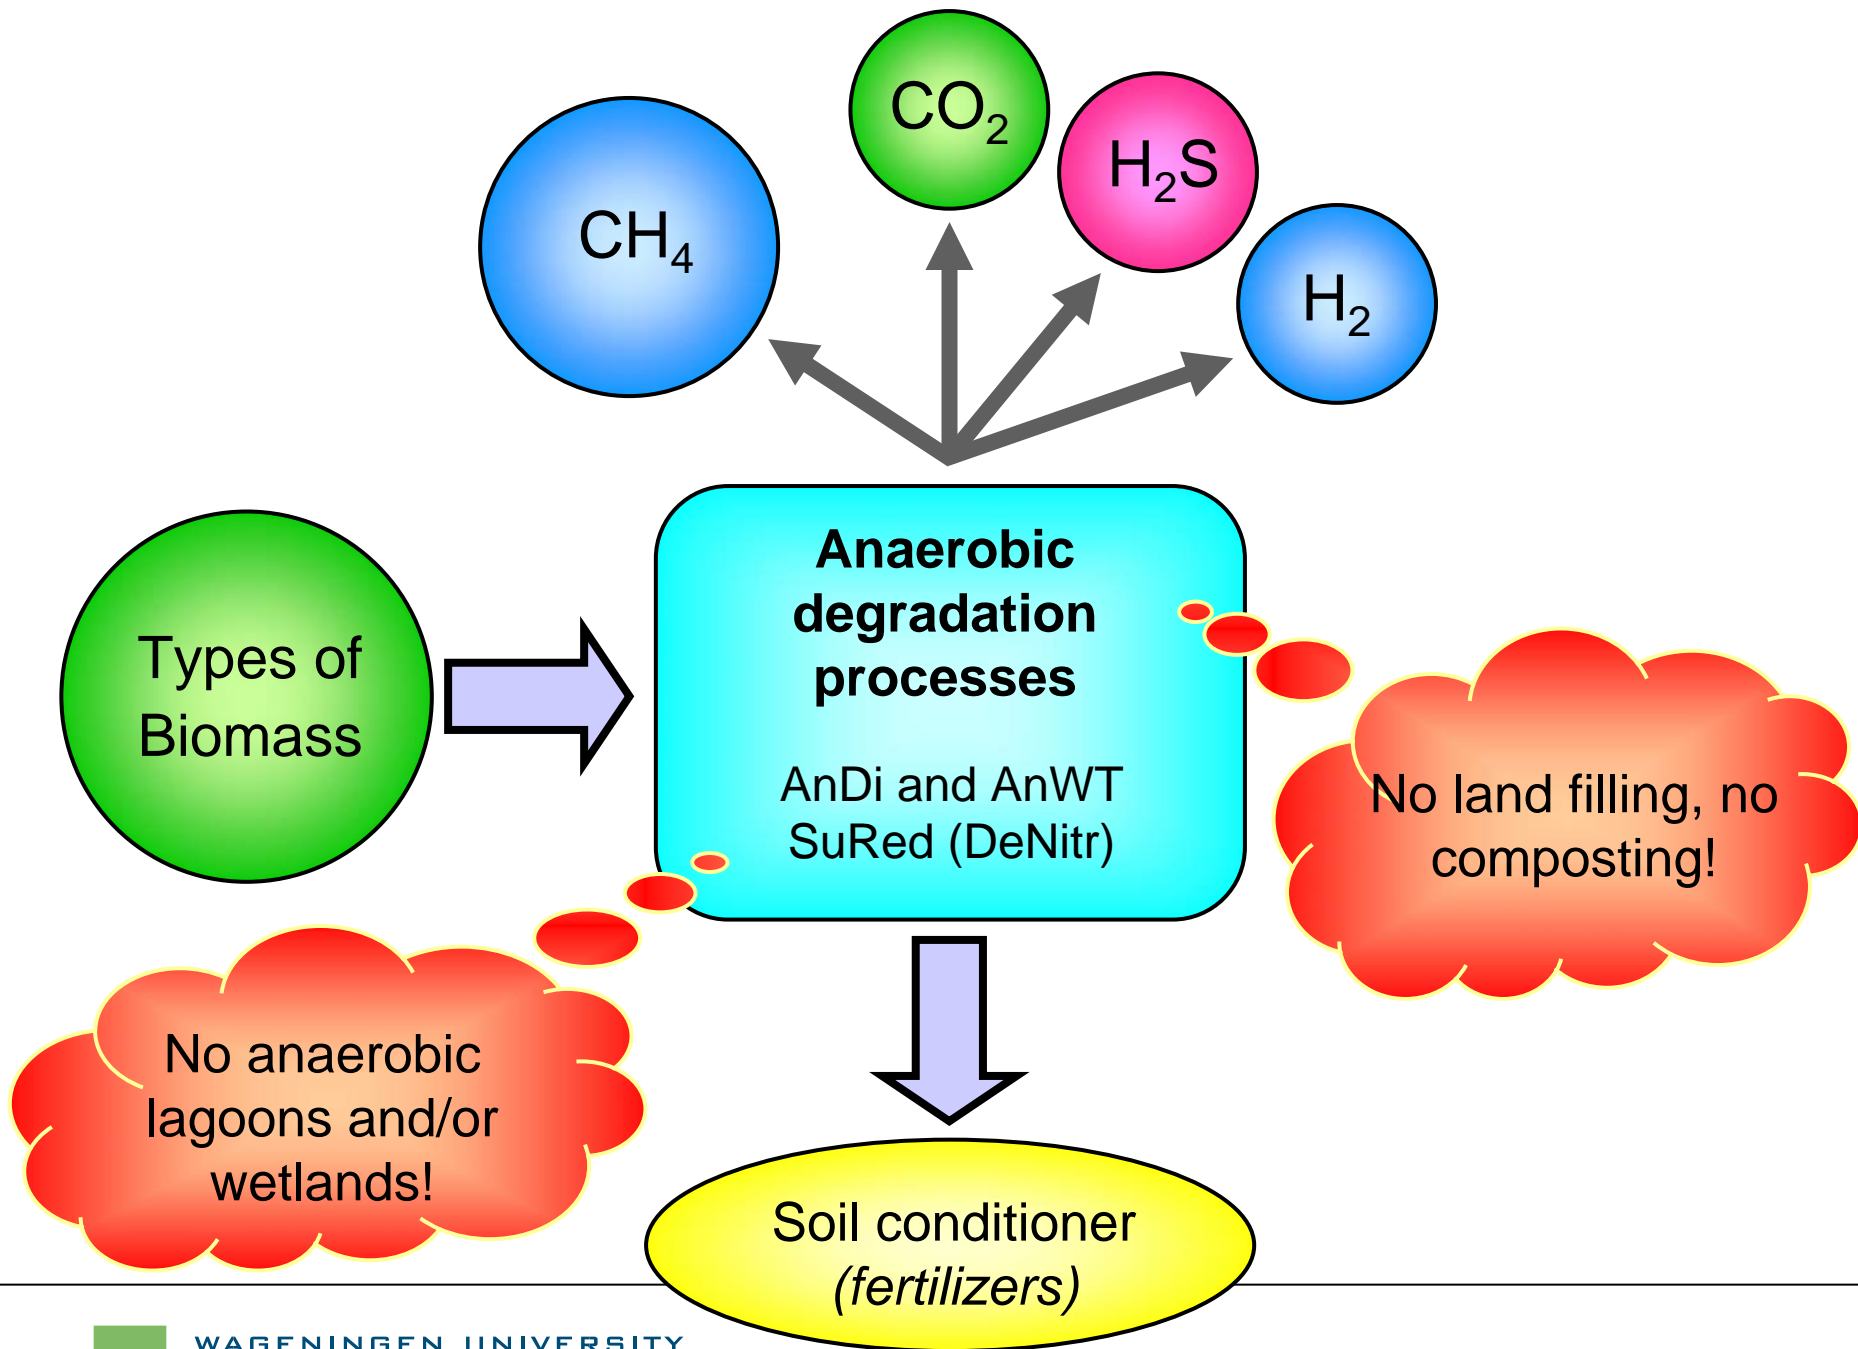 CO₂
H₂S
CH₄
H₂
Anaerobic
degradation
processes
Types of
Biomass
AnDi and AnWT
SuRed (DeNitr)
No land filling, no
composting!
No anaerobic
lagoons and/or
wetlands!
Soil conditioner
(fertilizers)
WAGENINGEN UNIVERSITY